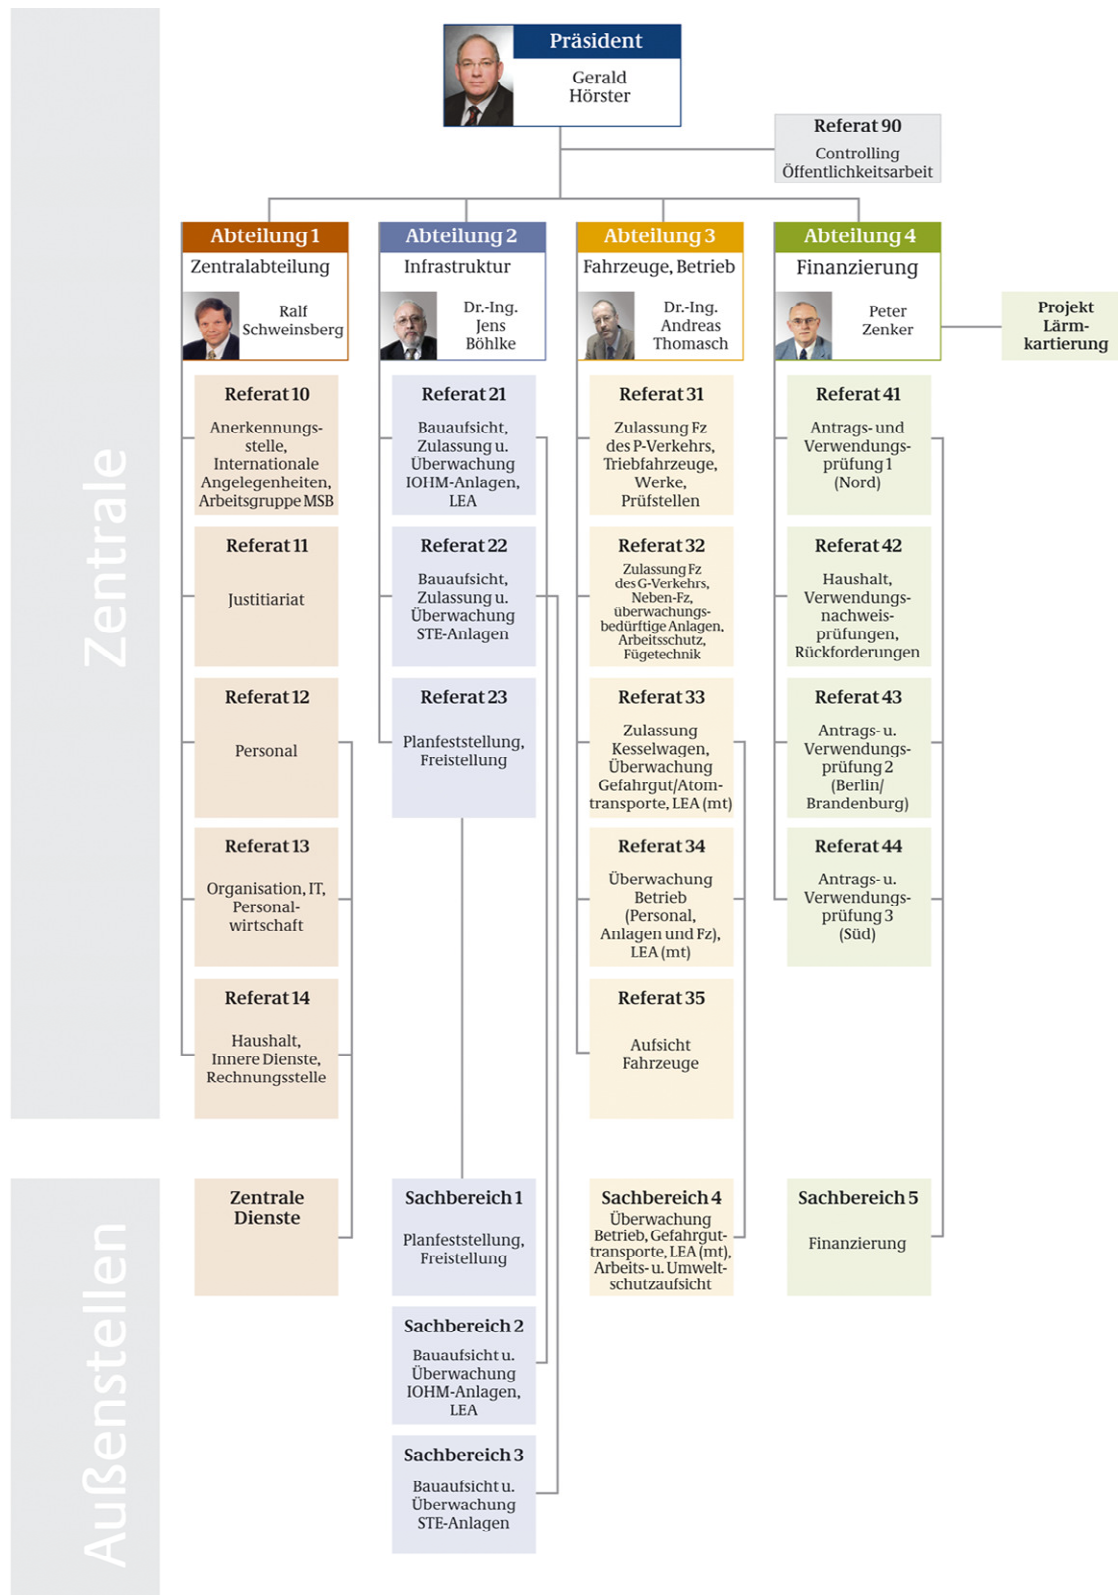 Zentrale
Präsident
Gerald
Hörster
Referat 90
Controlling
Öffentlichkeitsarbeit
Abteilung 1
Zentralabteilung
Ralf
Schweinsberg
Abteilung 2
Infrastruktur
Dr.-Ing.
Jens
Böhlke
Abteilung 3
Fahrzeuge, Betrieb
Dr.-Ing.
Andreas
Thomasch
Abteilung 4
Finanzierung
Peter
Zenker
Projekt
Lärm-
kartierung
Referat 10
Anerkennungs-
stelle,
Internationale
Angelegenheiten,
Arbeitsgruppe MSB
Referat 11
Justitiariat
Referat 12
Personal
Referat 13
Organisation, IT,
Personal-
wirtschaft
Referat 14
Haushalt,
Innere Dienste,
Rechnungsstelle
Referat 21
Bauaufsicht,
Zulassung u.
Überwachung
IOHM-Anlagen,
LEA
Referat 22
Bauaufsicht,
Zulassung u.
Überwachung
STE-Anlagen
Referat 23
Planfeststellung,
Freistellung
Referat 31
Zulassung Fz
des P-Verkehrs,
Triebfahrzeuge,
Werke,
Prüfstellen
Referat 32
Zulassung Fz
des G-Verkehrs,
Neben-Fz,
überwachungs-
bedürftige Anlagen,
Arbeitsschutz,
Fügetechnik
Referat 33
Zulassung
Kesselwagen,
Überwachung
Gefahrgut/Atom-
transporte, LEA (mt)
Referat 34
Überwachung
Betrieb
(Personal,
Anlagen und Fz),
LEA (mt)
Referat 35
Aufsicht
Fahrzeuge
Referat 41
Antrags- und
Verwendungs-
prüfung 1
(Nord)
Referat 42
Haushalt,
Verwendungs-
nachweis-
prüfungen,
Rückforderungen
Referat 43
Antrags- u.
Verwendungs-
prüfung 2
(Berlin/
Brandenburg)
Referat 44
Antrags- u.
Verwendungs-
prüfung 3
(Süd)
Außenstellen
Zentrale
Dienste
Sachbereich 1
Planfeststellung,
Freistellung
Sachbereich 2
Bauaufsicht u.
Überwachung
IOHM-Anlagen,
LEA
Sachbereich 3
Bauaufsicht u.
Überwachung
STE-Anlagen
Sachbereich 4
Überwachung
Betrieb, Gefahrgut-
transporte, LEA (mt),
Arbeits- u. Umwelt-
schutzaufsicht
Sachbereich 5
Finanzierung